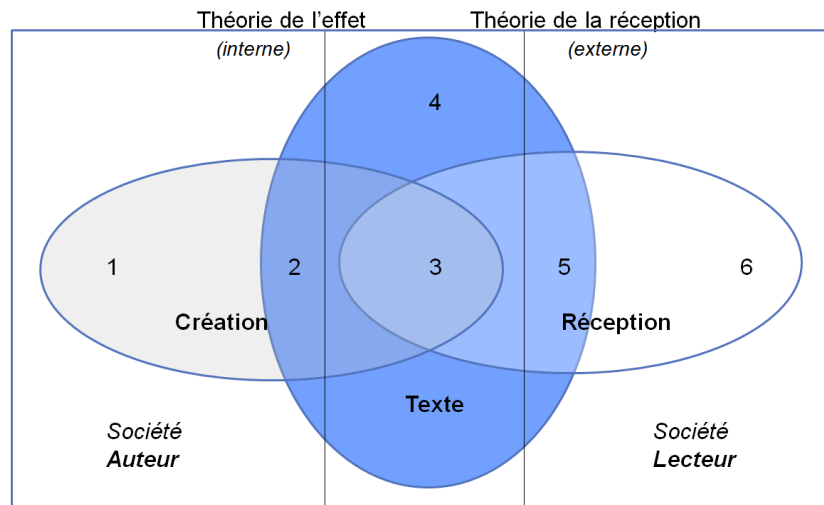 Théorie de l’effet
(interne)
Théorie de la réception
(externe)
4
1
2
3
5
6
Création
Réception
Texte
Société
Auteur
Société
Lecteur